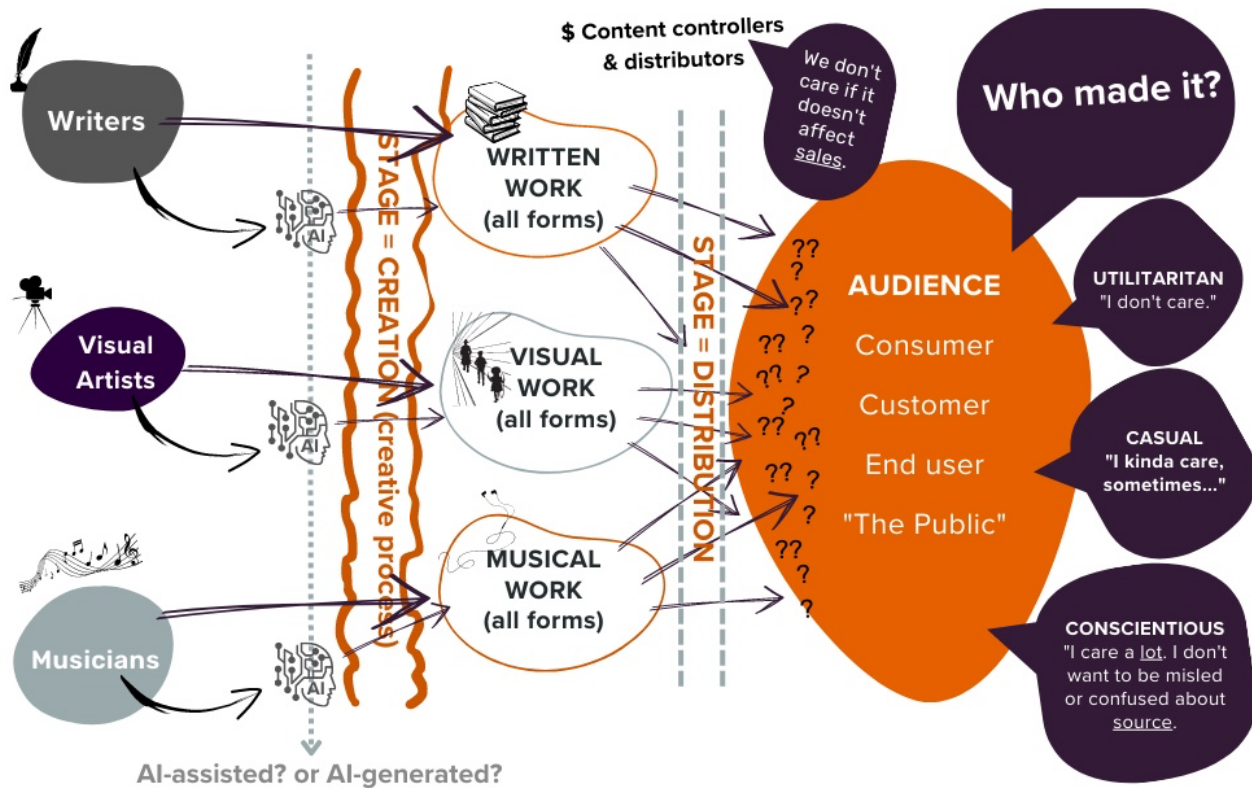 $ Content controllers
& distributors
We don't
care if it
doesn't
affect
sales.
Who made it?
Writers
AI
STAGE = CREATION (creative process)
WRITTEN
WORK
(all forms)
STAGE = DISTRIBUTION
??
?
??
?
??
??
?
?
??
??
??
?
?
??
?
?
AUDIENCE
Consumer
Customer
End user
"The Public"
UTILITARITAN
"I don't care."
Visual
Artists
AI
VISUAL
WORK
(all forms)
CASUAL
"I kinda care,
sometimes..."
Musicians
AI
MUSICAL
WORK
(all forms)
CONSCIENTIOUS
"I care a lot. I don't
want to be misled
or confused about
source.
AI-assisted? or AI-generated?